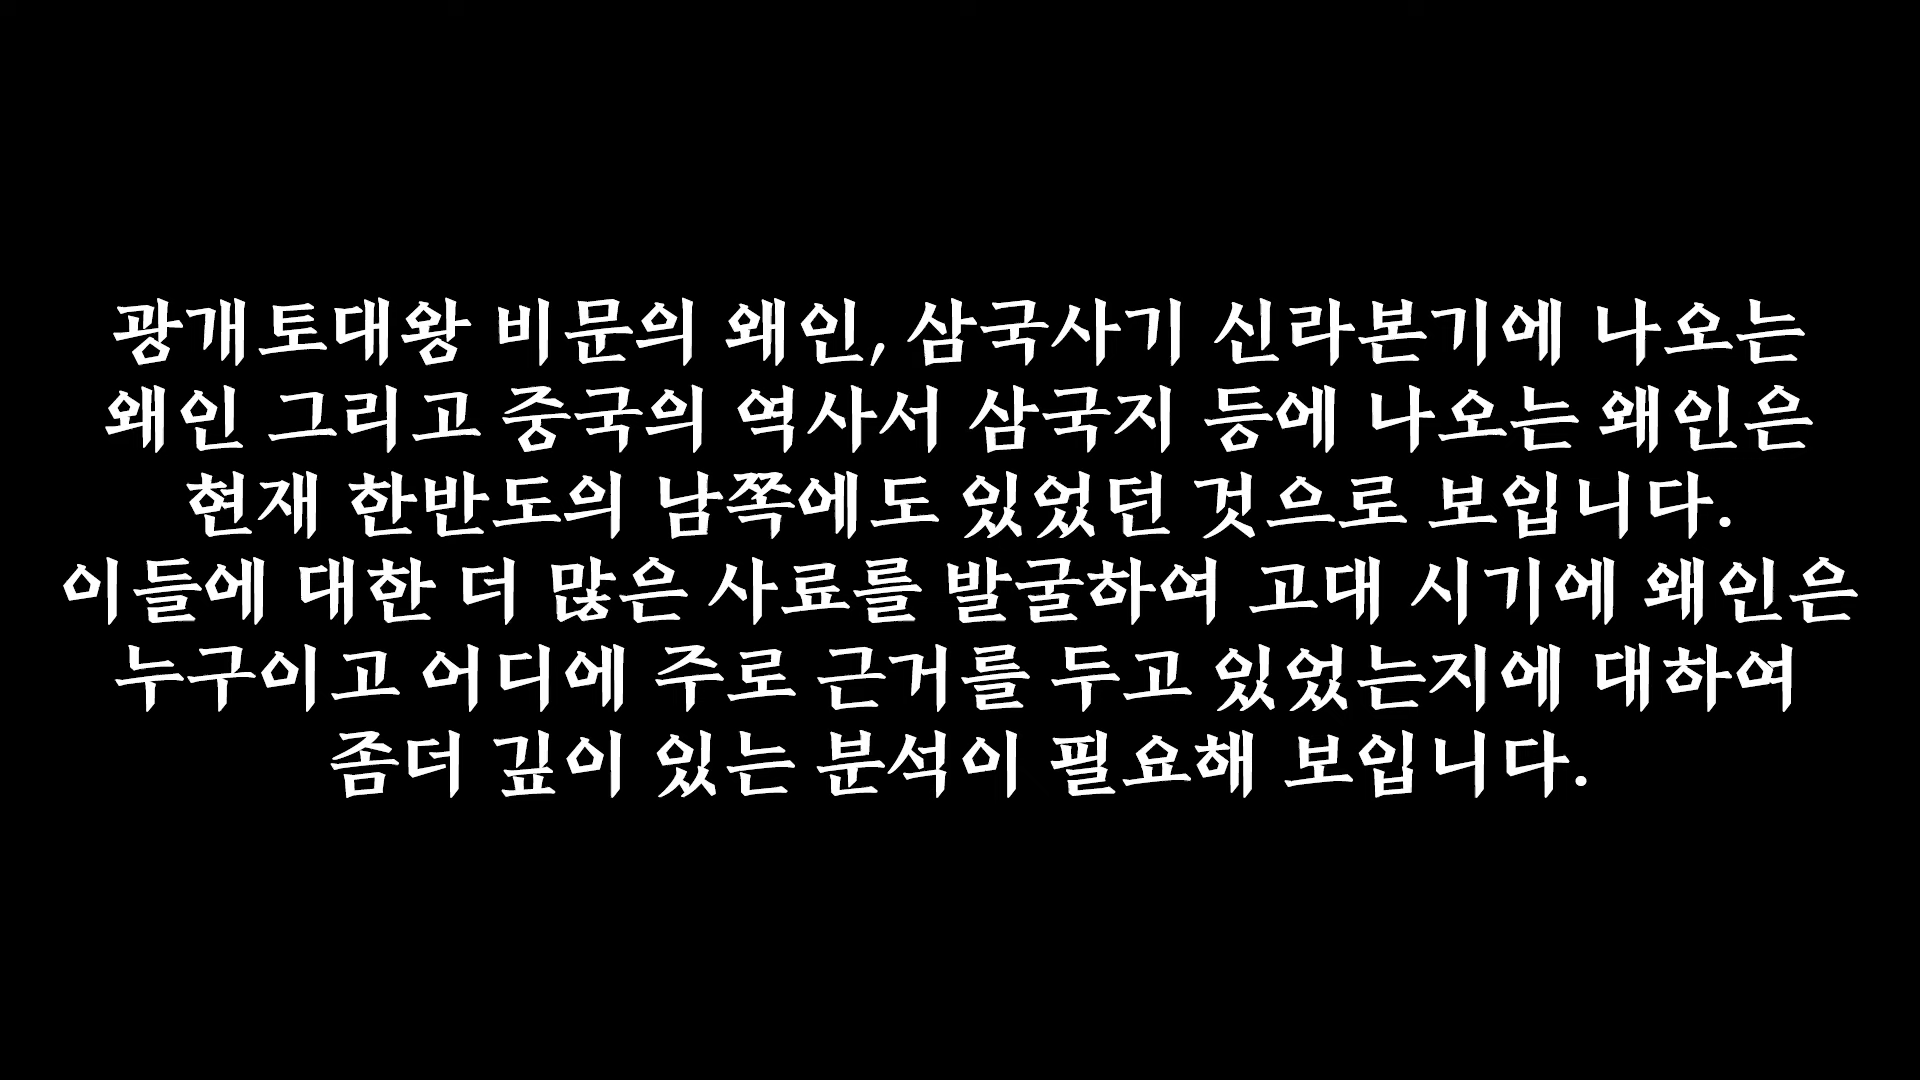 광개토대왕 비문의 왜인, 삼국사기 신라본기에 나오는
왜인 그리고 중국의 역사서 삼국지 등에 나오는 왜인은
현재 한반도의 남쪽에도 있었던 것으로 보입니다.
이들에 대한 더 많은 사료를 발굴하여 고대 시기에 왜인은
누구이고 어디에 주로 근거를 두고 있었는지에 대하여
좀더 깊이 있는 분석이 필요해 보입니다.